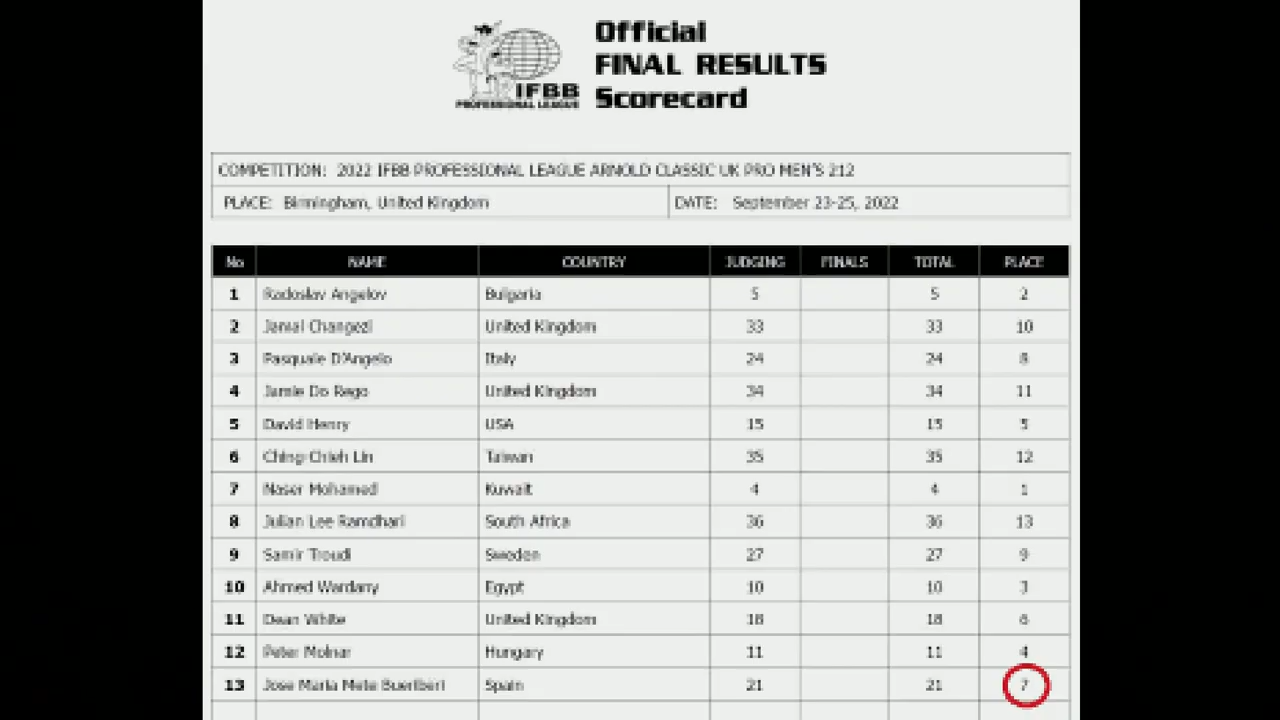 Official
FINAL RESULTS
Scorecard
IFBB
PROFESSIONAL LEAGUE
COMPETITION: 2022 IFBB PROFESSIONAL LEAGUE ARNOLD CLASSIC UK PRO MEN'S 212
PLACE: Birmingham, United Kingdom DATE: September 23-25, 2022
No NAME COUNTRY JUDGING FINALS TOTAL PLACE
1 Radoslav Angelov Bulgaria 5 5 2
2 Jamal Changezi United Kingdom 33 33 10
3 Pasquale D'Angelo Italy 24 24 8
4 Jamie Do Rego United Kingdom 34 34 11
5 David Henry USA 15 15 5
6 Ching-Chieh Lin Taiwan 35 35 12
7 Naser Mohamed Kuwait 4 4 1
8 Julian Lee Ramdhari South Africa 36 36 13
9 Samir Troudi Sweden 27 27 9
10 Ahmed Wardany Egypt 10 10 3
11 Dean White United Kingdom 18 18 6
12 Peter Molnar Hungary 11 11 4
13 Jose Maria Mete Spain 21 21 7